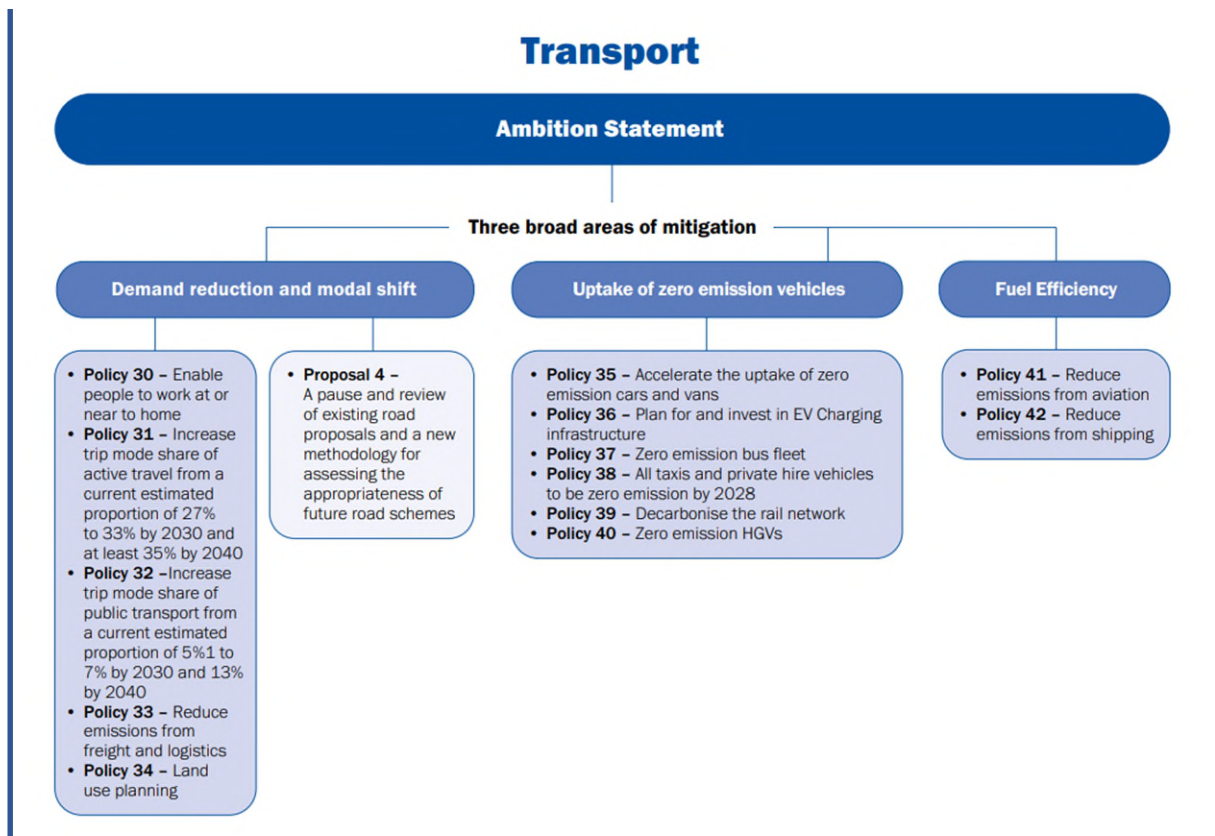 Transport
Ambition Statement
Three broad areas of mitigation
Demand reduction and modal shift
• Policy 30 – Enable
people to work at or
near to home
• Policy 31 – Increase
trip mode share of
active travel from a
current estimated
proportion of 27%
to 33% by 2030 and
at least 35% by 2040
• Policy 32 –Increase
trip mode share of
public transport from
a current estimated
proportion of 5%1 to
7% by 2030 and 13%
by 2040
• Policy 33 – Reduce
emissions from
freight and logistics
• Policy 34 – Land
use planning
• Proposal 4 –
A pause and review
of existing road
proposals and a new
methodology for
assessing the
appropriateness of
future road schemes
Uptake of zero emission vehicles
• Policy 35 – Accelerate the uptake of zero
emission cars and vans
• Policy 36 – Plan for and invest in EV Charging
infrastructure
• Policy 37 – Zero emission bus fleet
• Policy 38 – All taxis and private hire vehicles
to be zero emission by 2028
• Policy 39 – Decarbonise the rail network
• Policy 40 – Zero emission HGVs
Fuel Efficiency
• Policy 41 – Reduce
emissions from aviation
• Policy 42 – Reduce
emissions from shipping